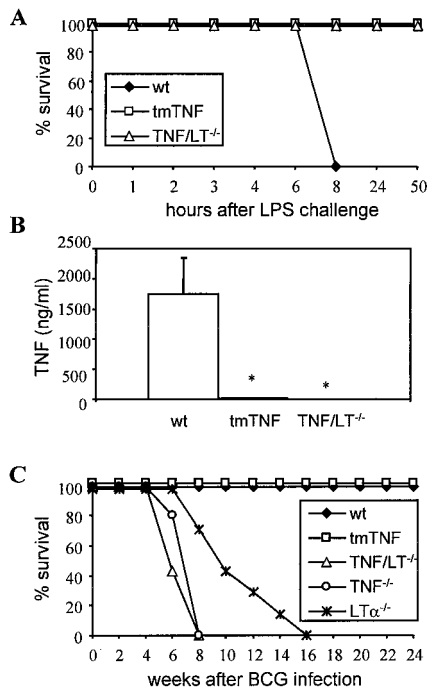 A
% survival
100
80
60
40
20
0
wt
tmTNF
TNF/LT-/-
0 1 2 3 4 6 8 24 50
hours after LPS challenge
B
TNF (ng/ml)
2500
2000
1500
1000
500
0
*
*
wt tmTNF TNF/LT-/-
C
% survival
100
80
60
40
20
0
wt
tmTNF
TNF/LT-/-
TNF-/-
LTα-/-
0 2 4 6 8 10 12 14 16 18 20 22 24
weeks after BCG infection